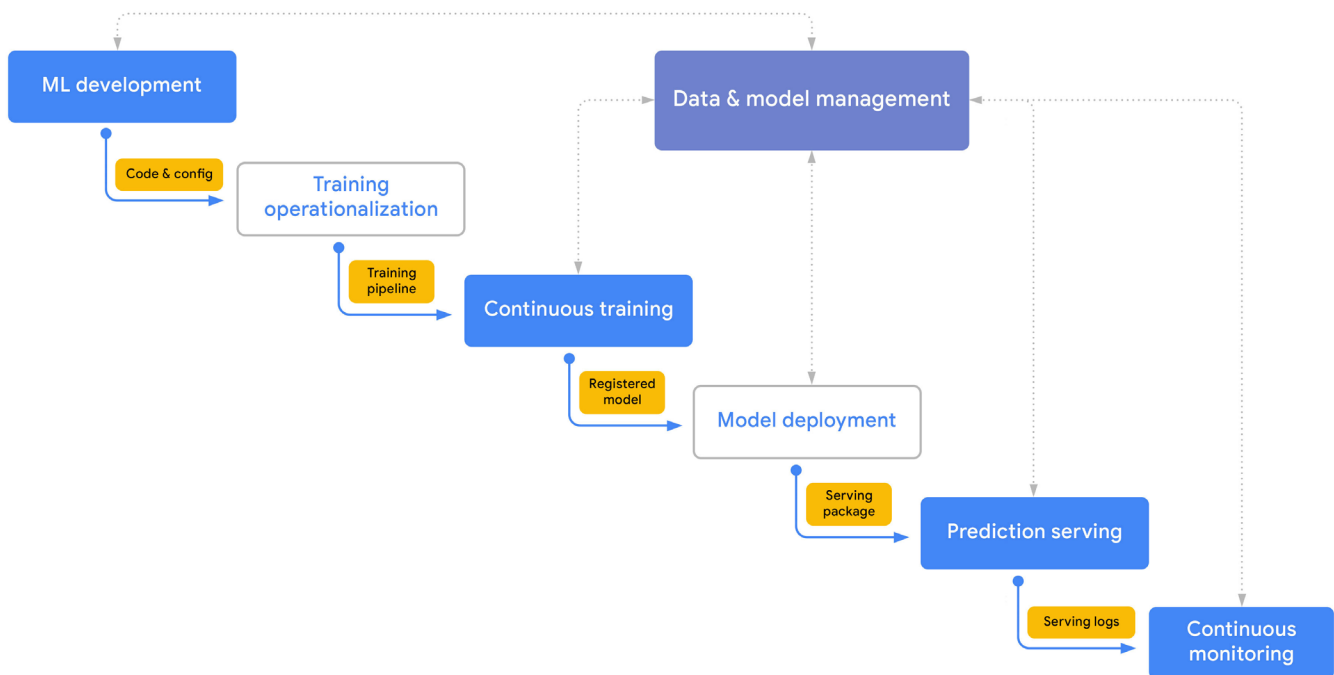 ML development
Data & model management
Code & config
Training
operationalization
Training
pipeline
Continuous training
Registered
model
Model deployment
Serving
package
Prediction serving
Serving logs
Continuous
monitoring